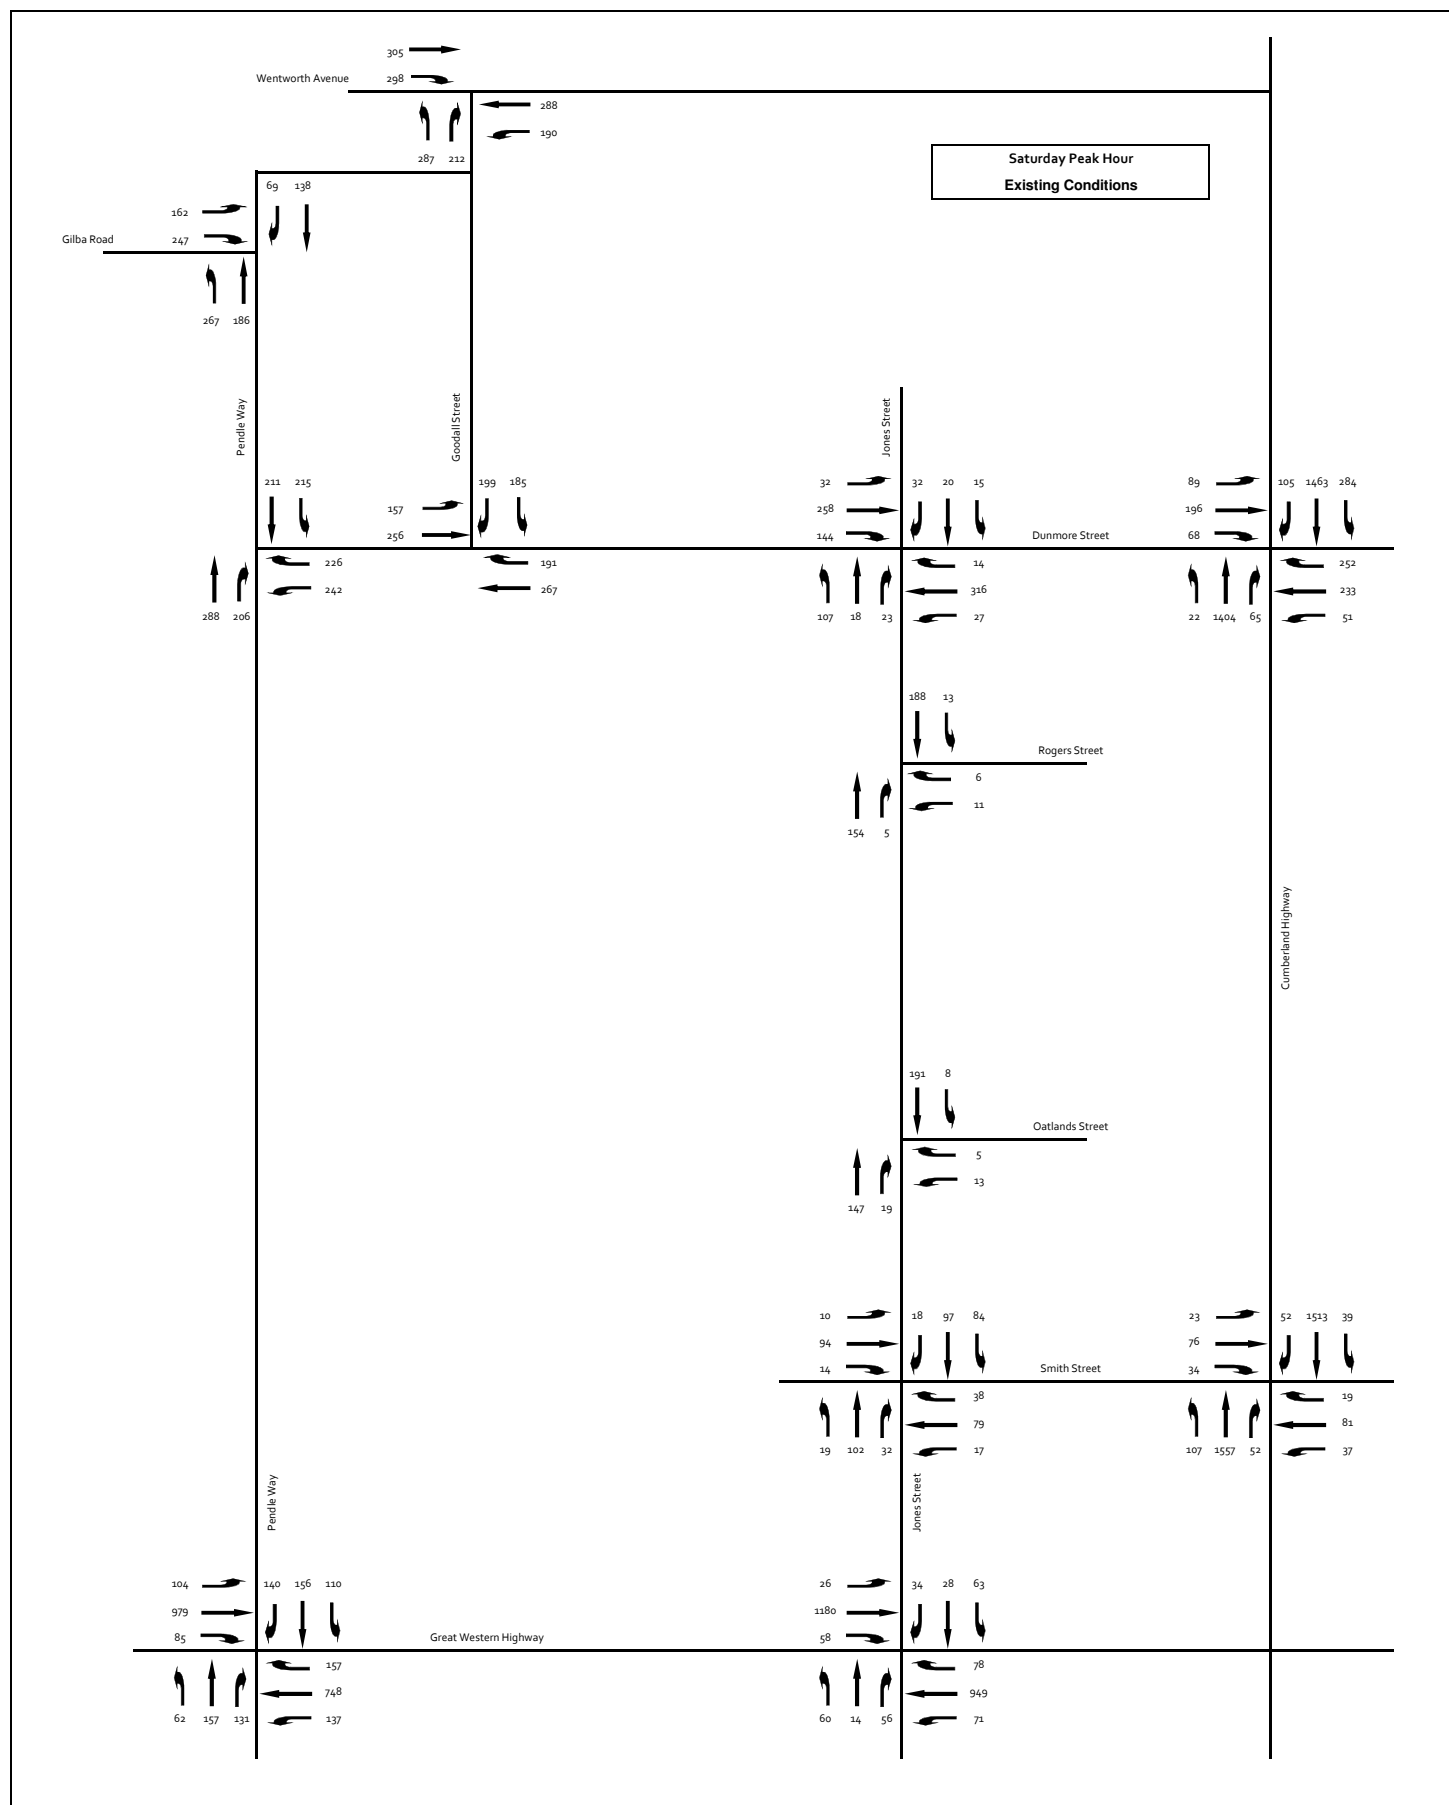 305
Wentworth Avenue 298
288
190
287 212
Saturday Peak Hour
Existing Conditions
69 138
162
Gilba Road 247
267 186
Pendle Way
Goodall Street
Jones Street
211 215
157
256
199 185
32
258
144
32 20 15
89
196
68
105 1463 284
Dunmore Street
226
242
191
267
14
316
27
252
233
51
288 206
107 18 23
22 1404 65
188 13
Rogers Street
6
11
154 5
Cumberland Highway
191 8
Oatlands Street
5
13
147 19
10
94
14
18 97 84
Smith Street
23
76
34
52 1513 39
38
79
17
19
81
37
19 102 32
107 1557 52
Pendle Way
Jones Street
104
979
85
140 156 110
Great Western Highway
26
1180
58
34 28 63
157
748
137
78
949
71
62 157 131
60 14 56